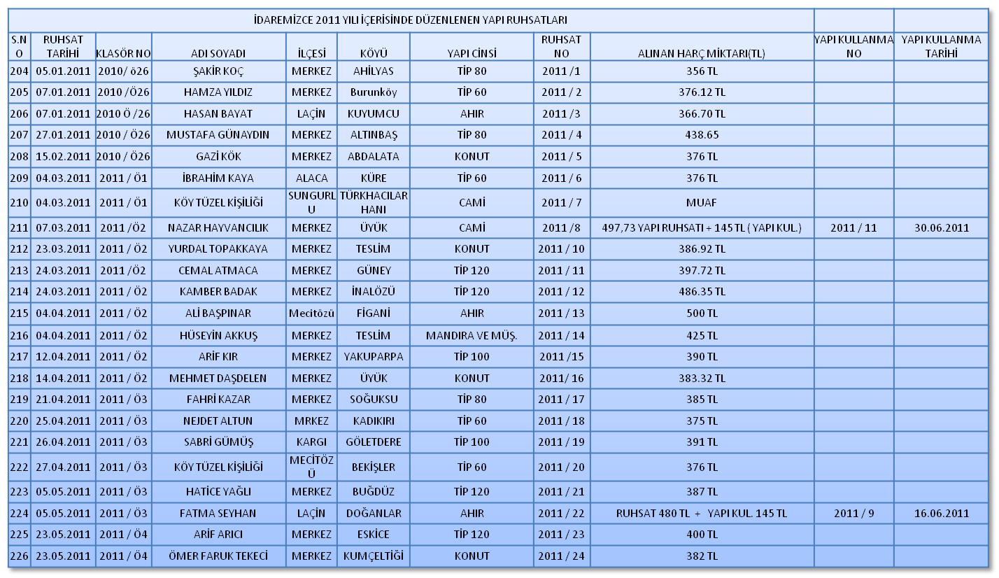 İDAREMİZCE 2011 YILI İÇERİSİNDE DÜZENLENEN YAPI RUHSATLARI
S.NO RUHSAT TARİHİ KLASÖR NO ADI SOYADI İLÇESİ KÖYÜ YAPI CİNSİ RUHSAT NO ALINAN HARÇ MİKTARI(TL) YAPI KULLANMA NO YAPI KULLANMA TARİHİ
204 05.01.2011 2010/ ö26 ŞAKİR KOÇ MERKEZ AHİLYAS TİP 80 2011 /1 356 TL
205 07.01.2011 2010 /Ö26 HAMZA YILDIZ MERKEZ Burunköy TİP 60 2011 / 2 376.12 TL
206 07.01.2011 2010 Ö /26 HASAN BAYAT LAÇİN KUYUMCU AHIR 2011 /3 366.70 TL
207 27.01.2011 2010 / Ö26 MUSTAFA GÜNAYDIN MERKEZ ALTINBAŞ TİP 80 2011 / 4 438.65
208 15.02.2011 2010 / Ö26 GAZİ KÖK MERKEZ ABDALATA KONUT 2011 / 5 376 TL
209 04.03.2011 2011 / Ö1 İBRAHİM KAYA ALACA KÜRE TİP 60 2011 / 6 376 TL
210 04.03.2011 2011 / Ö1 KÖY TÜZEL KİŞİLİĞİ SUNGURLU TÜRKHACILARHANI CAMİ 2011 / 7 MUAF
211 07.03.2011 2011 /Ö2 NAZAR HAYVANCILIK MERKEZ ÜYÜK CAMİ 2011 /8 497,73 YAPI RUHSATI + 145 TL ( YAPI KUL.) 2011 / 11 30.06.2011
212 23.03.2011 2011 / Ö2 YURDAL TOPAKKAYA MERKEZ TESLİM KONUT 2011 / 10 386.92 TL
213 24.03.2011 2011 /Ö2 CEMAL ATMACA MERKEZ GÜNEY TİP 120 2011 / 11 397.72 TL
214 24.03.2011 2011 / Ö2 KAMBER BADAK MERKEZ İNALÖZÜ TİP 120 2011 / 12 486.35 TL
215 04.04.2011 2011 / Ö2 ALİ BAŞPINAR Mecitözü FİGANİ AHIR 2011 / 13 500 TL
216 04.04.2011 2011 / Ö2 HÜSEYİN AKKUŞ MERKEZ TESLİM MANDIRA VE MÜŞ. 2011 / 14 425 TL
217 12.04.2011 2011 / Ö2 ARİF KIR MERKEZ YAKUPARPA TİP 100 2011 /15 390 TL
218 14.04.2011 2011 / Ö2 MEHMET DAŞDELEN MERKEZ ÜYÜK KONUT 2011/ 16 383.32 TL
219 21.04.2011 2011 / Ö3 FAHRİ KAZAR MERKEZ SOĞUKSU TİP 80 2011 / 17 385 TL
220 25.04.2011 2011 / Ö3 NEJDET ALTUN MRKEZ KADIKIRI TİP 60 2011 / 18 375 TL
221 26.04.2011 2011 / Ö3 SABRİ GÜMÜŞ KARGI GÖLETDERE TİP 100 2011 / 19 391 TL
222 27.04.2011 2011 / Ö3 KÖY TÜZEL KİŞİLİĞİ MECİTÖZÜ BEKİŞLER TİP 60 2011 / 20 376 TL
223 05.05.2011 2011 / Ö3 HATİCE YAĞLI MERKEZ BUĞDÜZ TİP 120 2011 / 21 387 TL
224 05.05.2011 2011 / Ö3 FATMA SEYHAN LAÇİN DOĞANLAR AHIR 2011 / 22 RUHSAT 480 TL + YAPI KUL. 145 TL 2011 / 9 16.06.2011
225 23.05.2011 2011 / Ö4 ARİF ARICI MERKEZ ESKİCE TİP 120 2011 / 23 400 TL
226 23.05.2011 2011 / Ö4 ÖMER FARUK TEKECİ MERKEZ KUMÇELTİĞİ KONUT 2011 / 24 382 TL